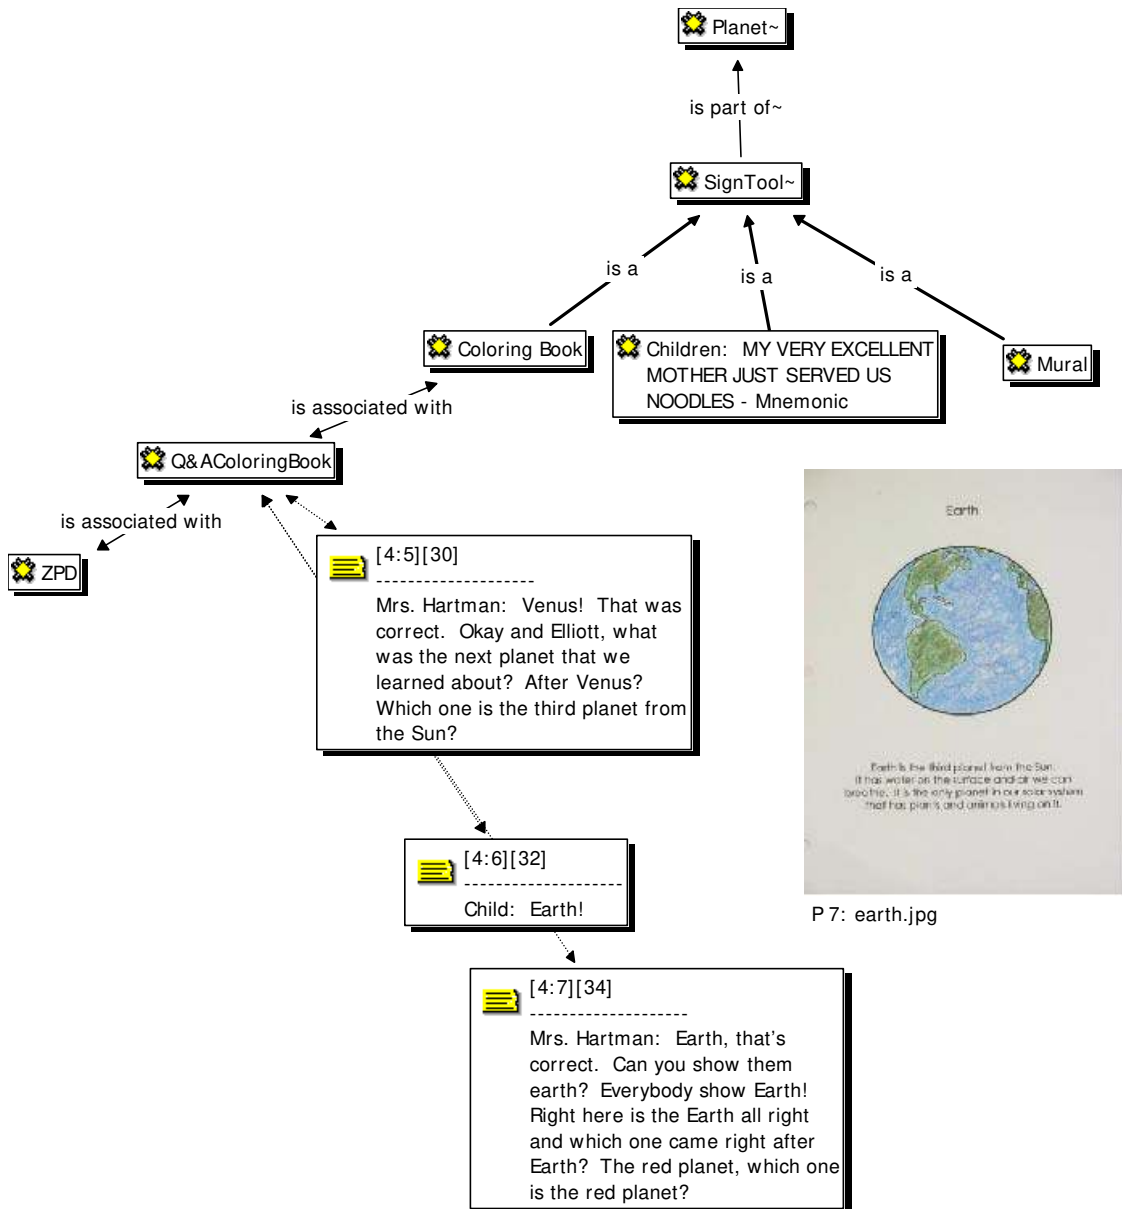 Planet~
is part of~
SignTool~
is a
is a
is a
Coloring Book
Children:  MY VERY EXCELLENT
MOTHER JUST SERVED US
NOODLES - Mnemonic
Mural
is associated with
Q&AColoringBook
is associated with
ZPD
[4:5][30]
--------------------
Mrs. Hartman:  Venus!  That was
correct.  Okay and Elliott, what
was the next planet that we
learned about?  After Venus?
Which one is the third planet from
the Sun?
[4:6][32]
--------------------
Child:  Earth!
[4:7][34]
--------------------
Mrs. Hartman:  Earth, that's
correct.  Can you show them
earth?  Everybody show Earth!
Right here is the Earth all right
and which one came right after
Earth?  The red planet, which one
is the red planet?
Earth
Earth is the third planet from the Sun.
It has water on the surface and air we can
breathe. It is the only planet in our solar system
that has plants and animals living on it.
P 7: earth.jpg